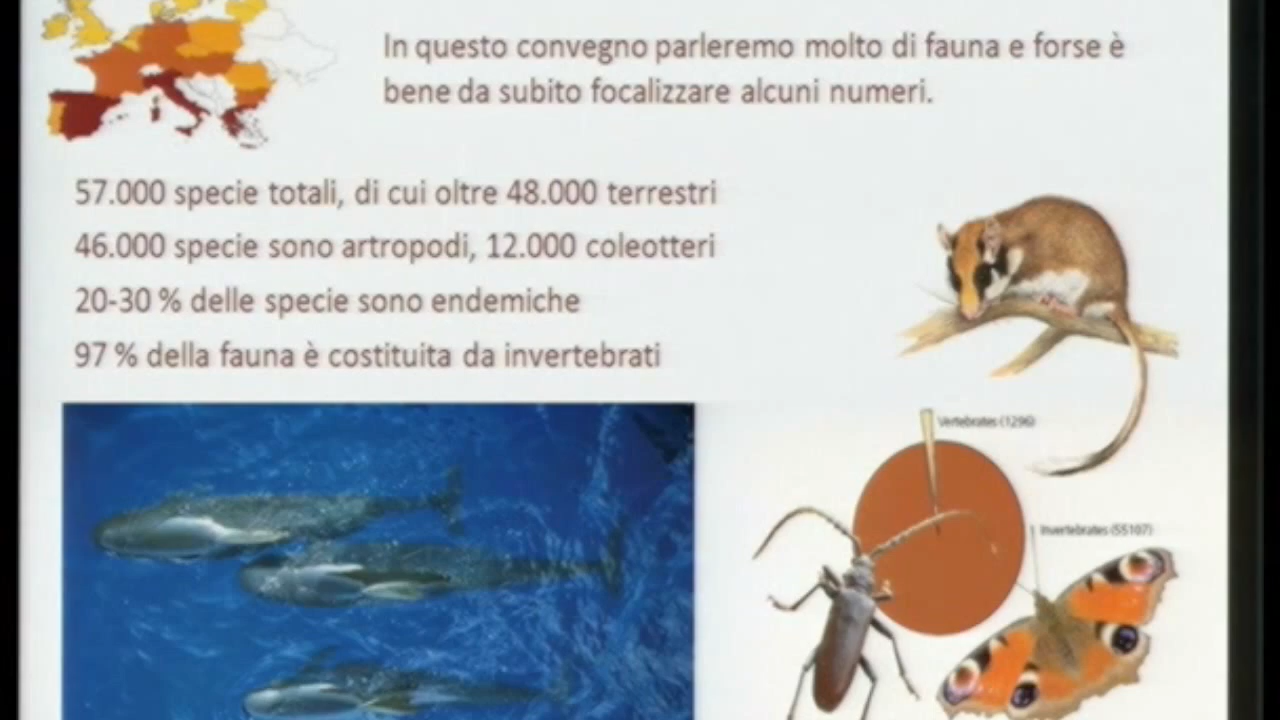 In questo convegno parleremo molto di fauna e forse è
bene da subito focalizzare alcuni numeri.
57.000 specie totali, di cui oltre 48.000 terrestri
46.000 specie sono artropodi, 12.000 coleotteri
20-30 % delle specie sono endemiche
97 % della fauna è costituita da invertebrati
Vertebrates (1296)
Invertebrates (55107)